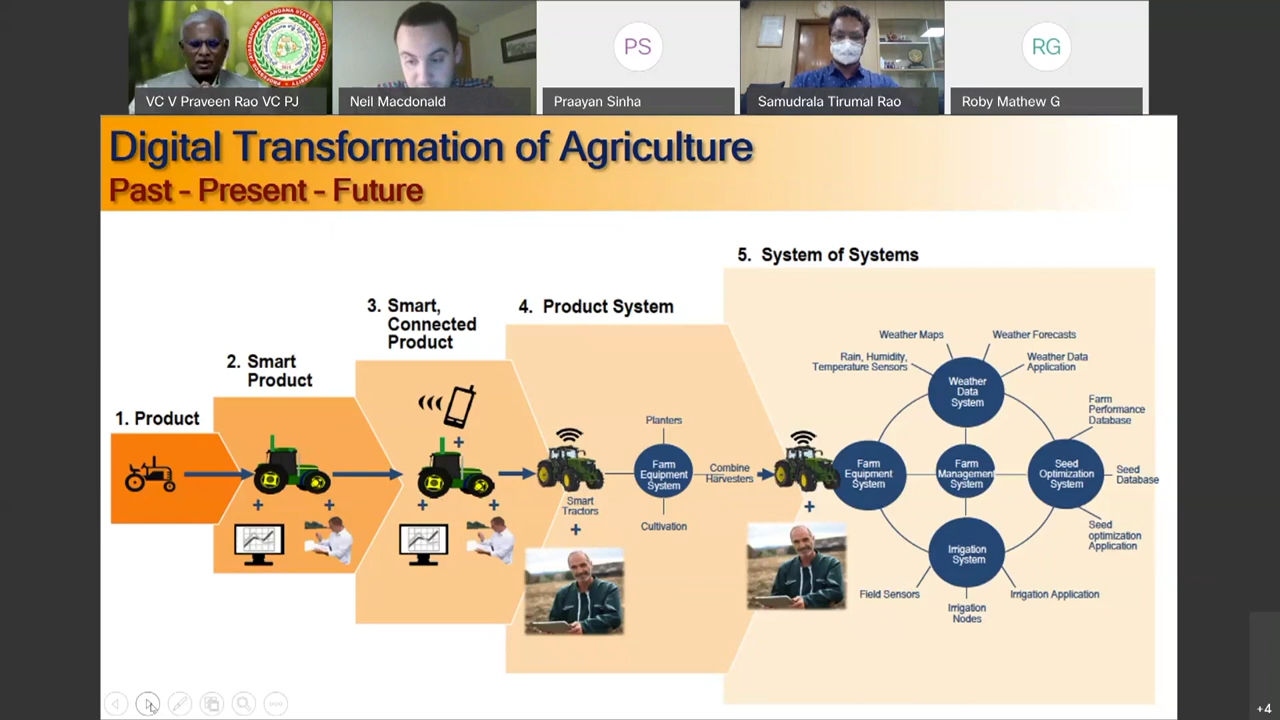 PS
RG
VC V Praveen Rao VC PJ
Neil Macdonald
Praayan Sinha
Samudrala Tirumal Rao
Roby Mathew G
Digital Transformation of Agriculture
Past - Present - Future
1. Product
2. Smart
Product
3. Smart,
Connected
Product
4. Product System
Planters
Farm
Equipment
System
Combine
Harvesters
Smart
Tractors
Cultivation
5. System of Systems
Weather Maps
Weather Forecasts
Rain, Humidity,
Temperature Sensors
Weather Data
Application
Weather
Data
System
Farm
Performance
Database
Farm
Equipment
System
Farm
Management
System
Seed
Optimization
System
Seed
Database
Seed
optimization
Application
Irrigation
System
Field Sensors
Irrigation
Nodes
Irrigation Application
+4